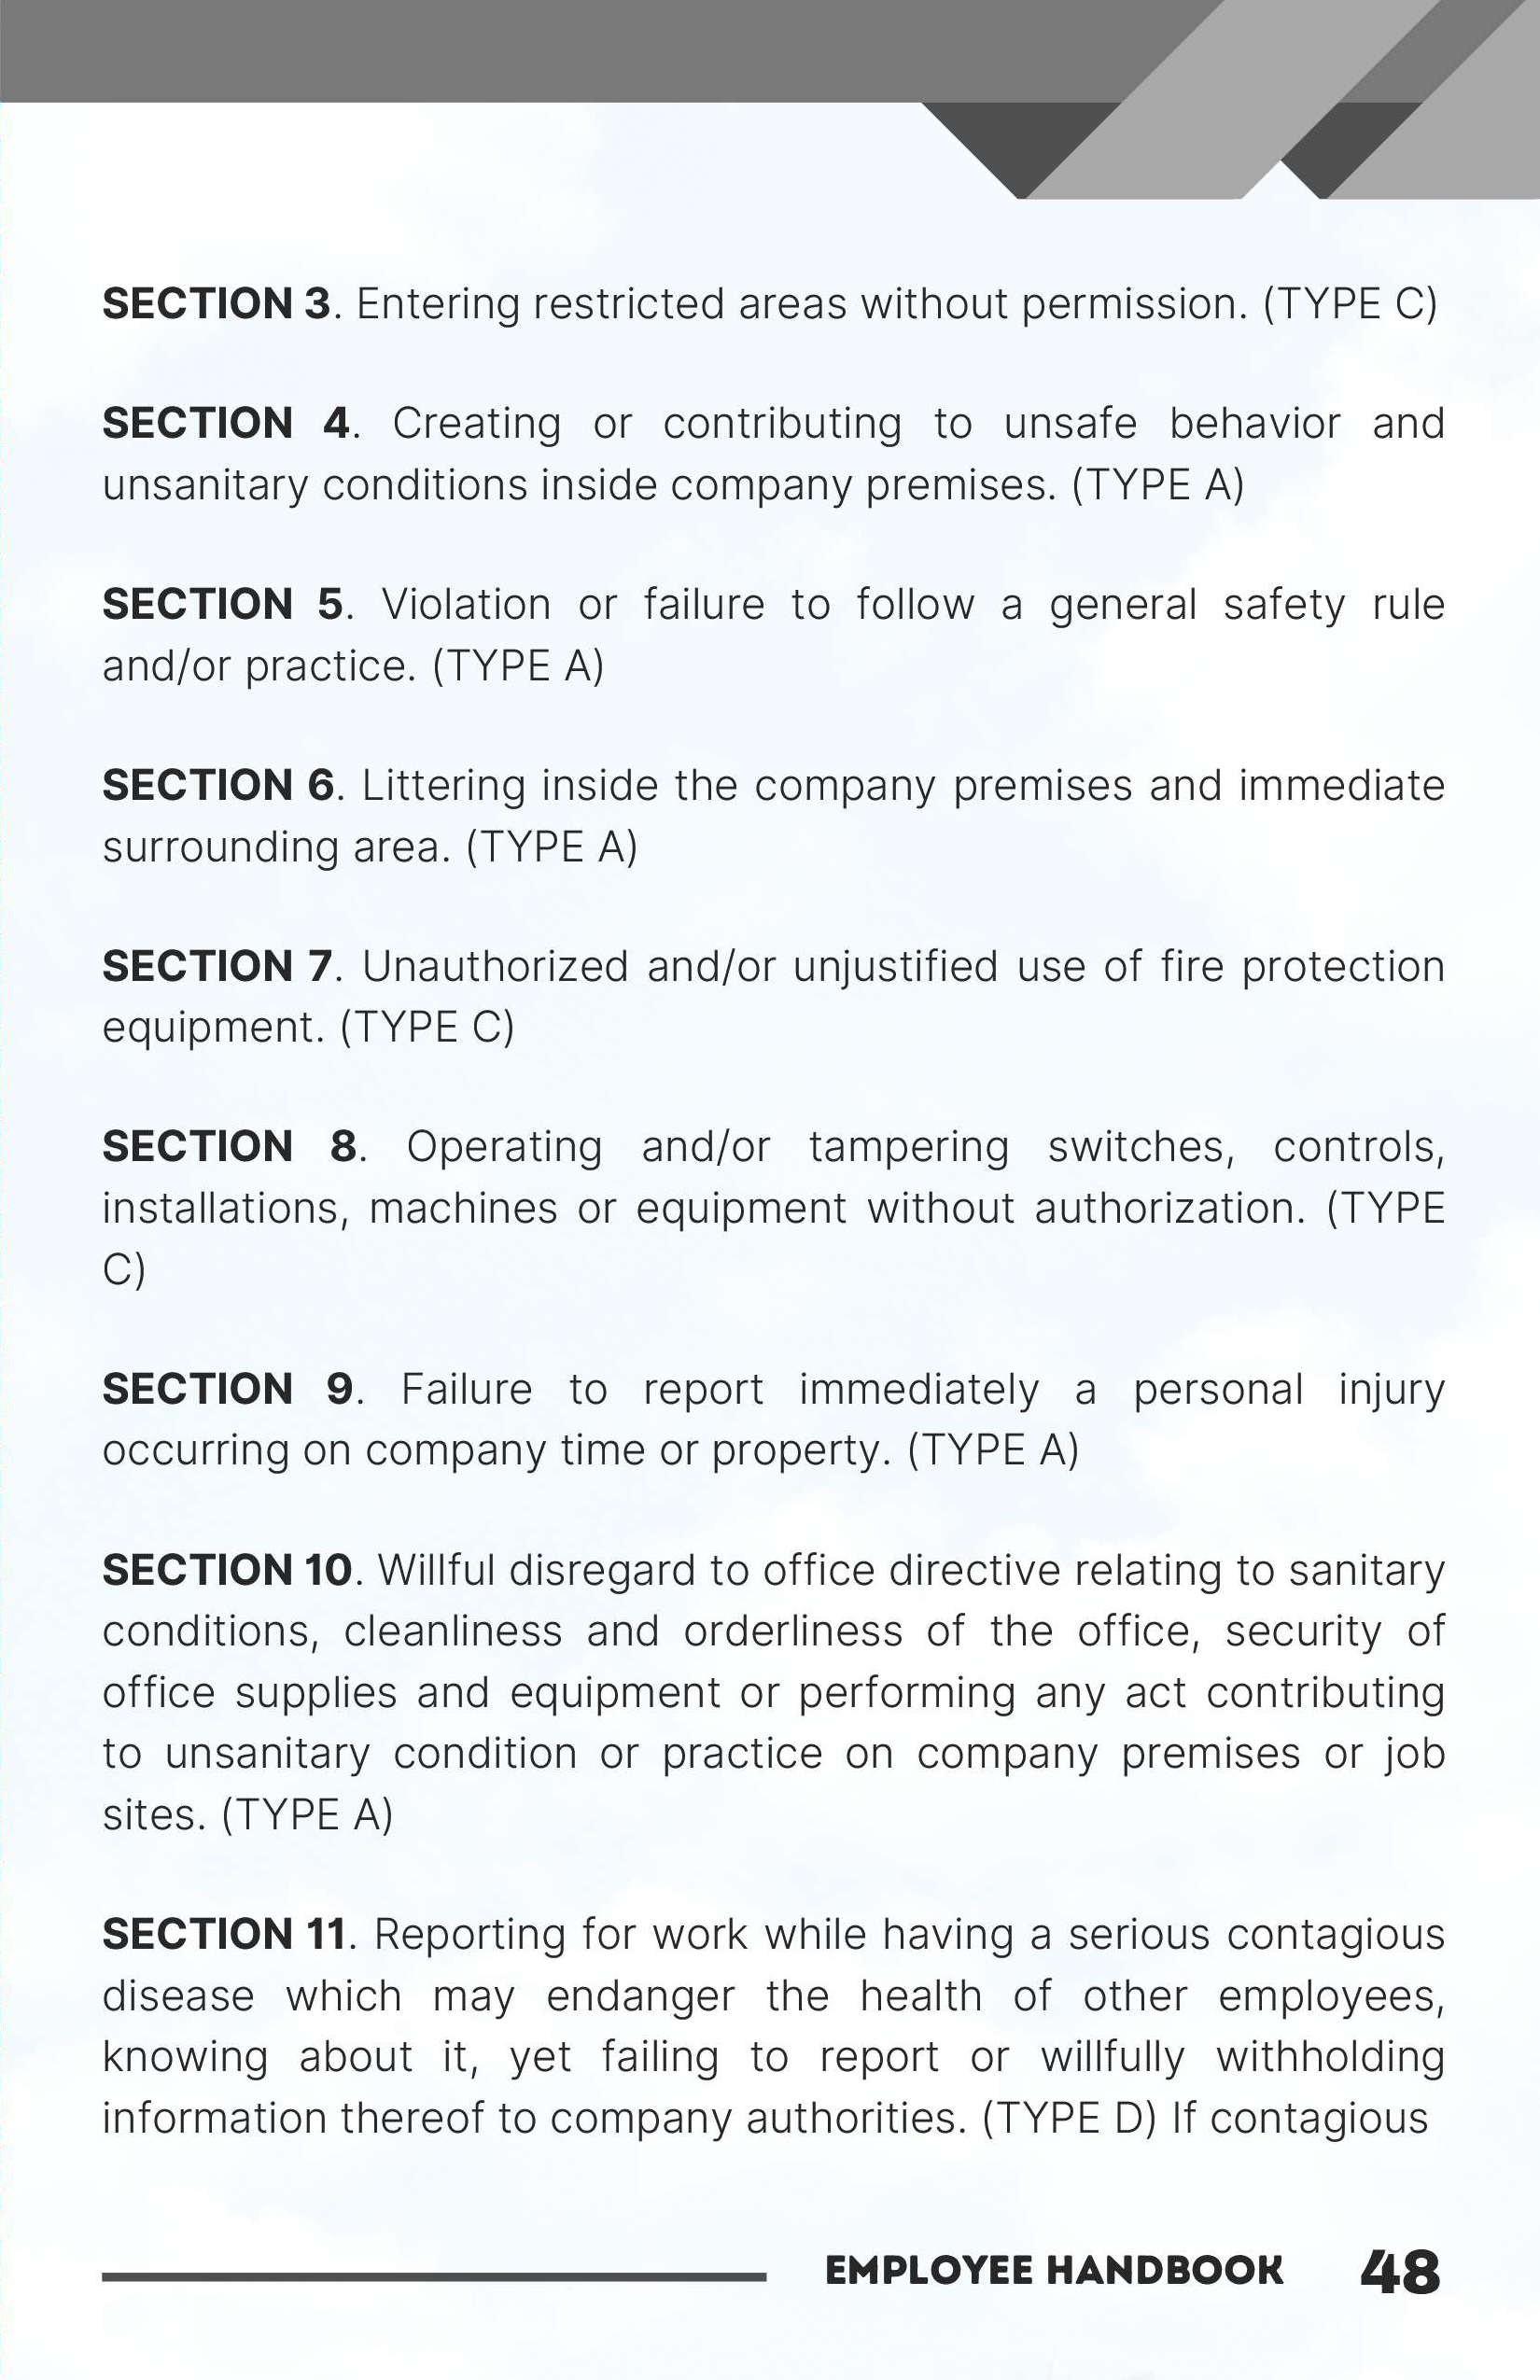 SECTION 3. Entering restricted areas without permission. (TYPE C)
SECTION 4. Creating or contributing to unsafe behavior and
unsanitary conditions inside company premises. (TYPE A)
SECTION 5. Violation or failure to follow a general safety rule
and/or practice. (TYPE A)
SECTION 6. Littering inside the company premises and immediate
surrounding area. (TYPE A)
SECTION 7. Unauthorized and/or unjustified use of fire protection
equipment. (TYPE C)
SECTION 8. Operating and/or tampering switches, controls,
installations, machines or equipment without authorization. (TYPE
C)
SECTION 9. Failure to report immediately a personal injury
occurring on company time or property. (TYPE A)
SECTION 10. Willful disregard to office directive relating to sanitary
conditions, cleanliness and orderliness of the office, security of
office supplies and equipment or performing any act contributing
to unsanitary condition or practice on company premises or job
sites. (TYPE A)
SECTION 11. Reporting for work while having a serious contagious
disease which may endanger the health of other employees,
knowing about it, yet failing to report or willfully withholding
information thereof to company authorities. (TYPE D) If contagious
EMPLOYEE HANDBOOK 48